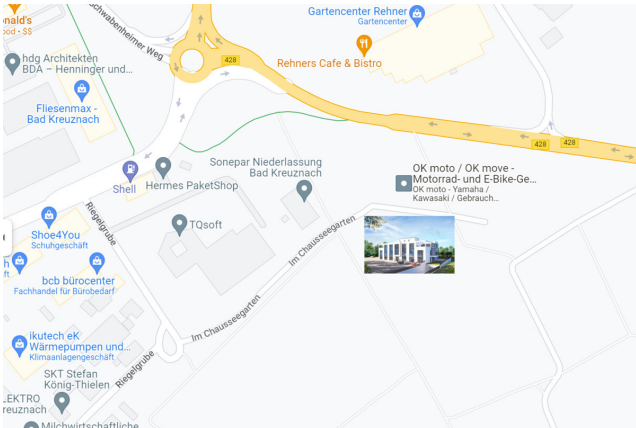 Schwabenheimer Weg
nald's
ood • $$
hdg Architekten
BDA – Henninger und...
Fliesenmax -
Bad Kreuznach
428
Gartencenter Rehner
Gartencenter
Rehners Cafe & Bistro
428
428
Shell
Hermes PaketShop
Sonepar Niederlassung
Bad Kreuznach
OK moto / OK move -
Motorrad- und E-Bike-Ge...
OK moto - Yamaha /
Kawasaki / Gebrauch...
Riegelgrube
TQsoft
Im Chausseegarten
Shoe4You
Schuhgeschäft
h
ft
bcb bürocenter
Fachhandel für Bürobedarf
Im Chausseegarten
ikutech eK
Wärmepumpen und...
Klimaanlagengeschäft
Riegelgrube
SKT Stefan
König-Thielen
LEKTRO
reuznach
Milchwirtschaftliche